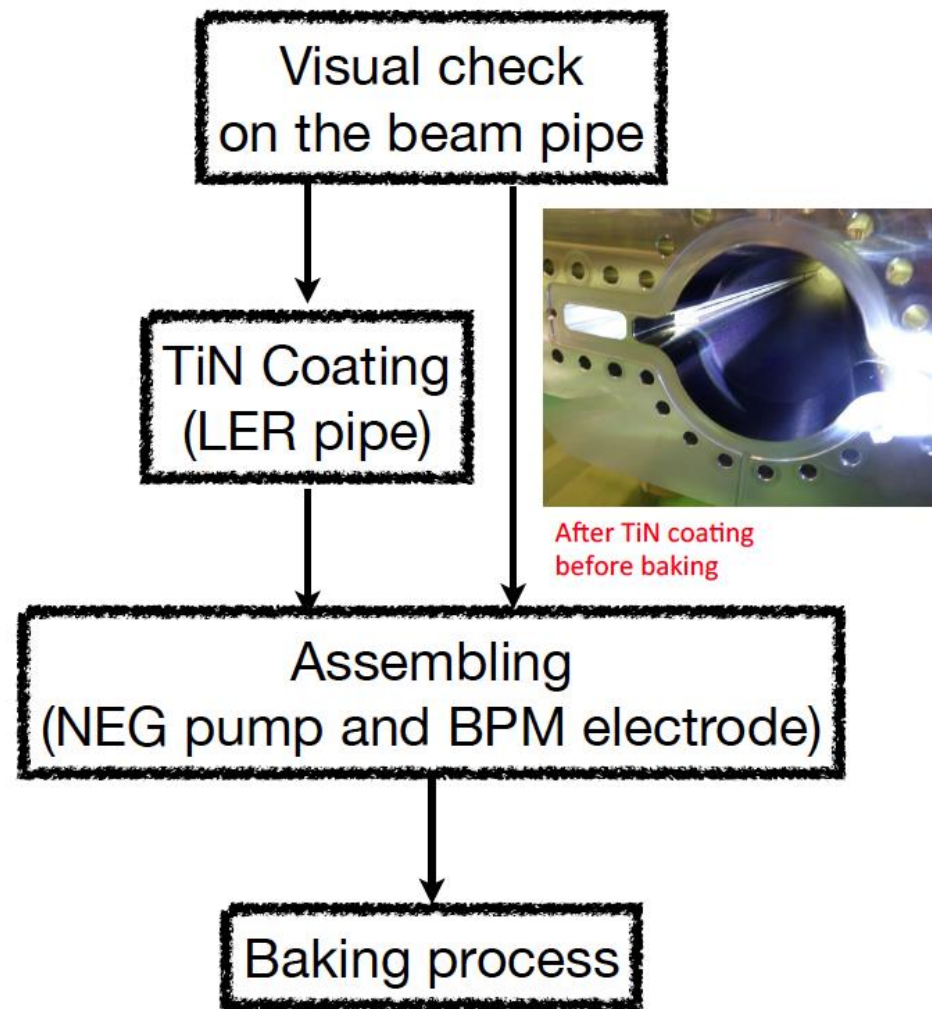 Visual check
on the beam pipe
TiN Coating
(LER pipe)
After TiN coating
before baking
Assembling
(NEG pump and BPM electrode)
Baking process